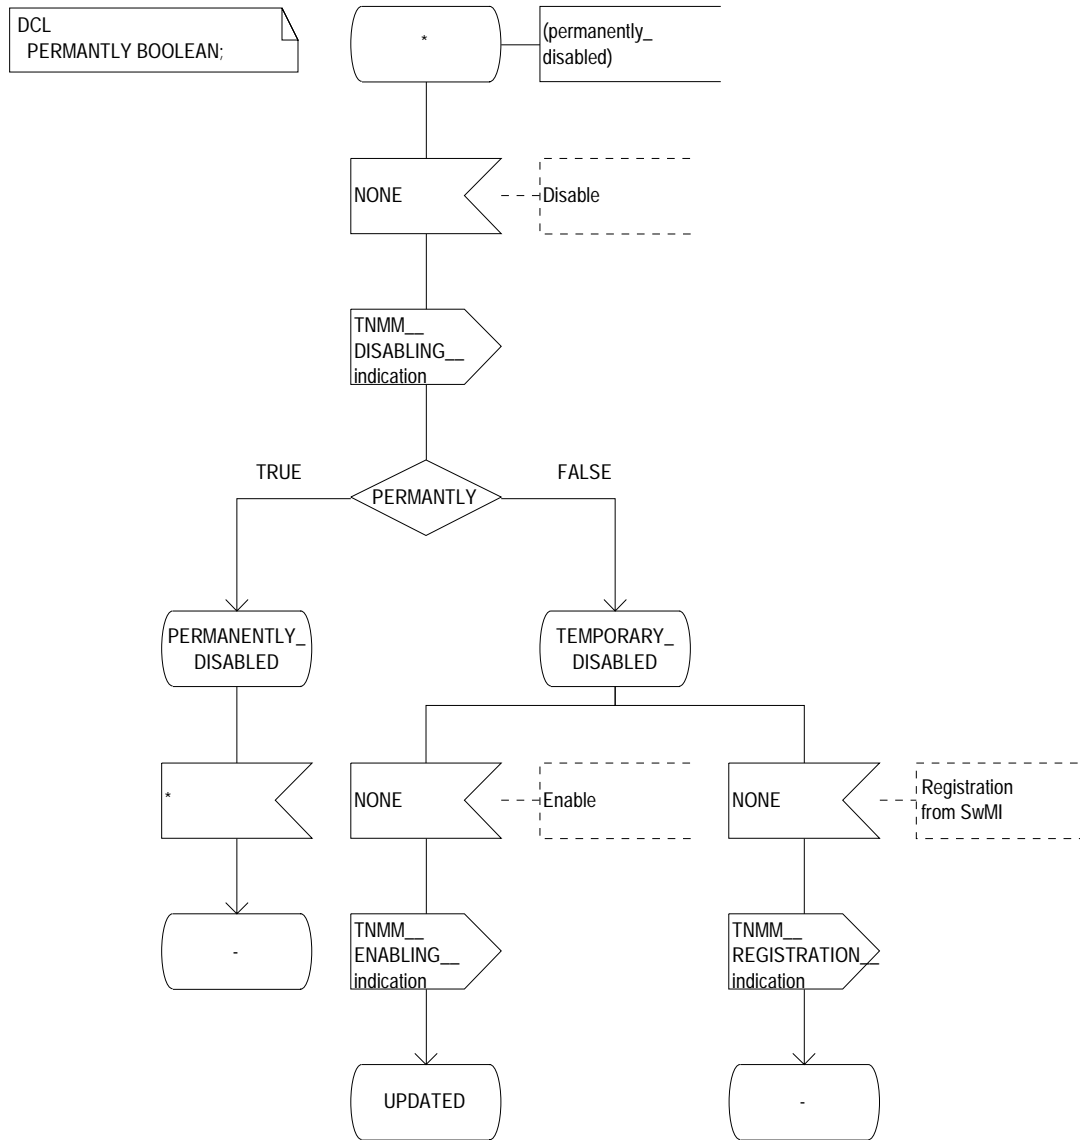 DCL
PERMANTLY BOOLEAN;
*
(permanently_
disabled)
NONE
Disable
TNMM__
DISABLING__
indication
TRUE
FALSE
PERMANTLY
PERMANENTLY_
DISABLED
TEMPORARY_
DISABLED
*
NONE
Enable
NONE
Registration
from SwMI
-
TNMM__
ENABLING__
indication
TNMM__
REGISTRATION__
indication
UPDATED
-